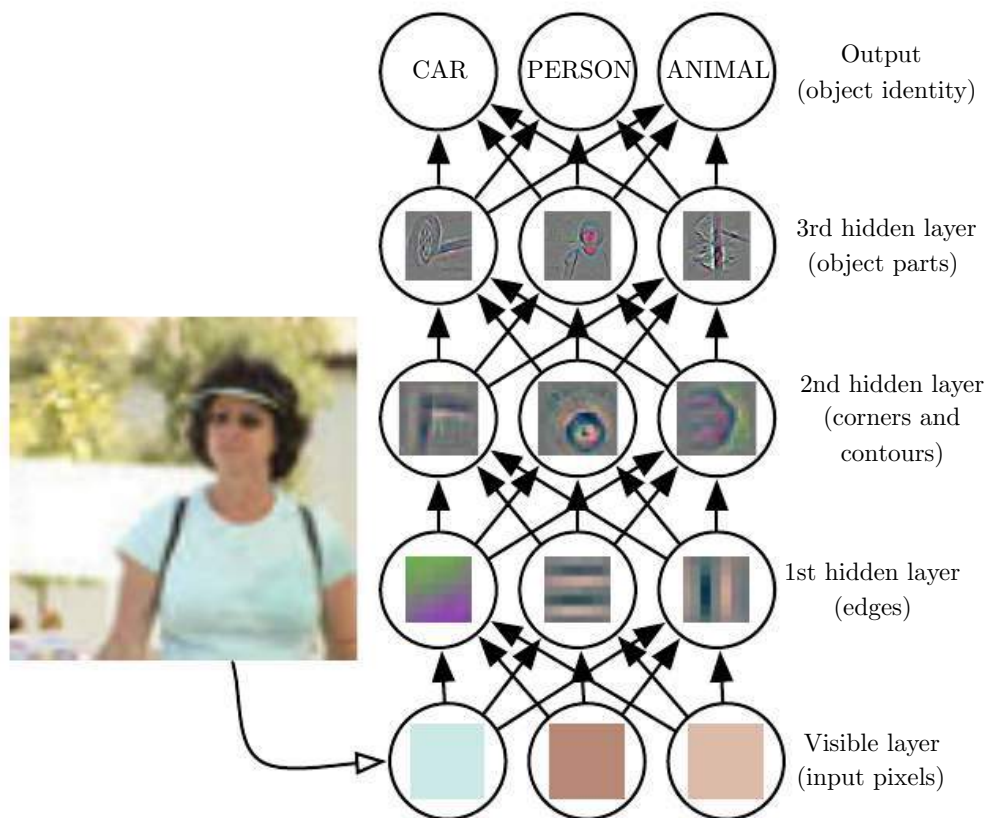 CAR
PERSON
ANIMAL
Output
(object identity)
3rd hidden layer
(object parts)
2nd hidden layer
(corners and
contours)
1st hidden layer
(edges)
Visible layer
(input pixels)